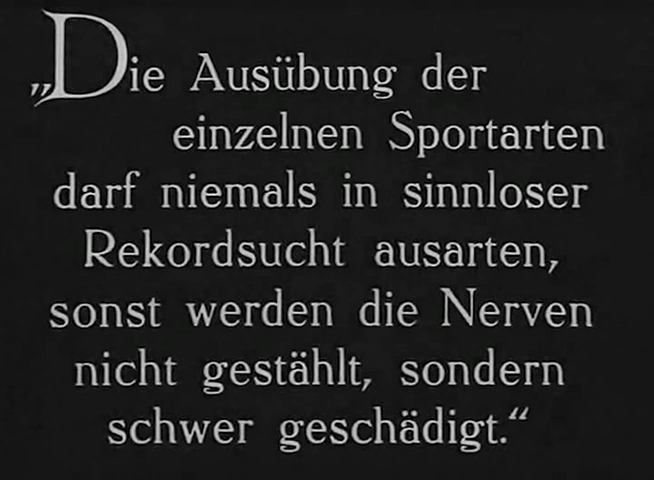 „Die Ausübung der
einzelnen Sportarten
darf niemals in sinnloser
Rekordsucht ausarten,
sonst werden die Nerven
nicht gestählt, sondern
schwer geschädigt.“